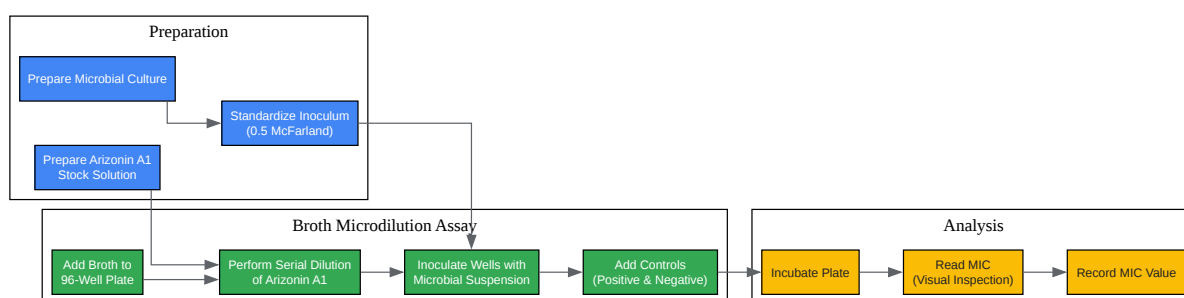 Preparation
Prepare Microbial Culture
Standardize Inoculum
(0.5 McFarland)
Prepare Arizonin A1
Stock Solution
Broth Microdilution Assay
Add Broth to
96-Well Plate
Perform Serial Dilution
of Arizonin A1
Inoculate Wells with
Microbial Suspension
Add Controls
(Positive & Negative)
Analysis
Incubate Plate
Read MIC
(Visual Inspection)
Record MIC Value